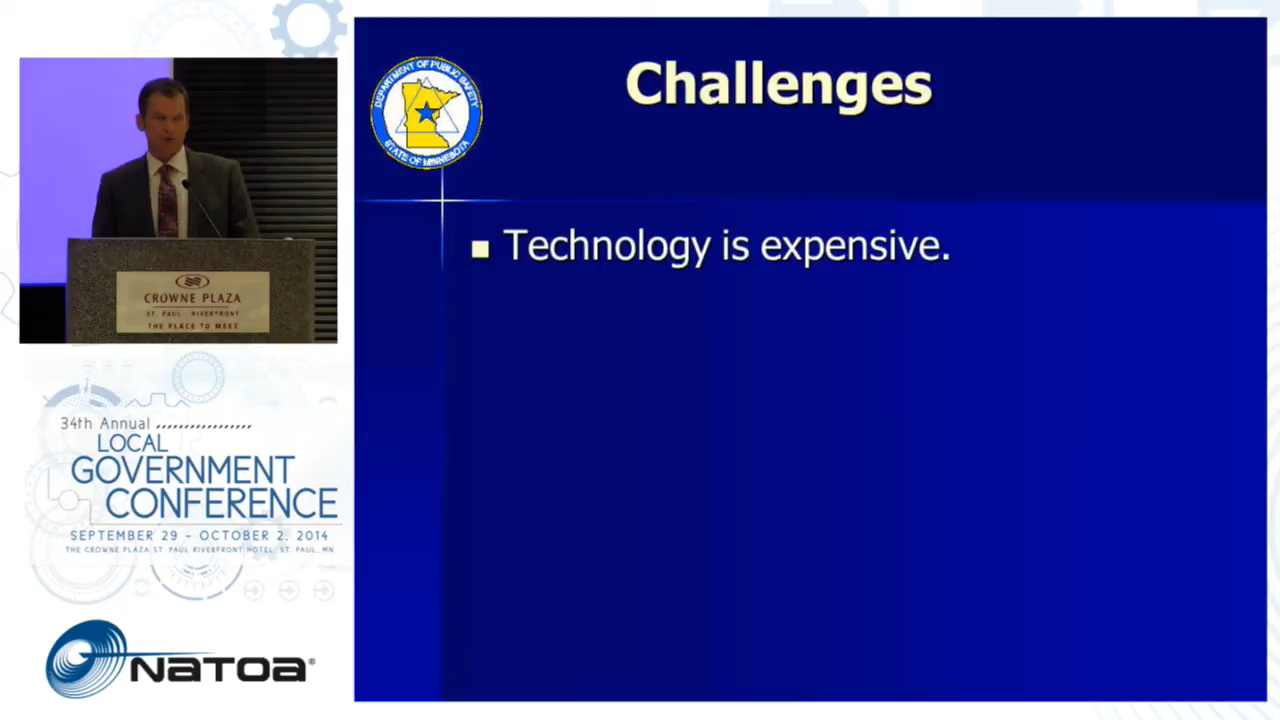 DEPARTMENT OF PUBLIC SAFETY
STATE OF MINNESOTA
Challenges
Technology is expensive.
CROWNE PLAZA
ST. PAUL - RIVERFRONT
THE PLACE TO MEET
34th Annual
LOCAL
GOVERNMENT
CONFERENCE
SEPTEMBER 29 - OCTOBER 2, 2014
THE CROWNE PLAZA ST. PAUL RIVERFRONT HOTEL, ST. PAUL, MN
NATOA®